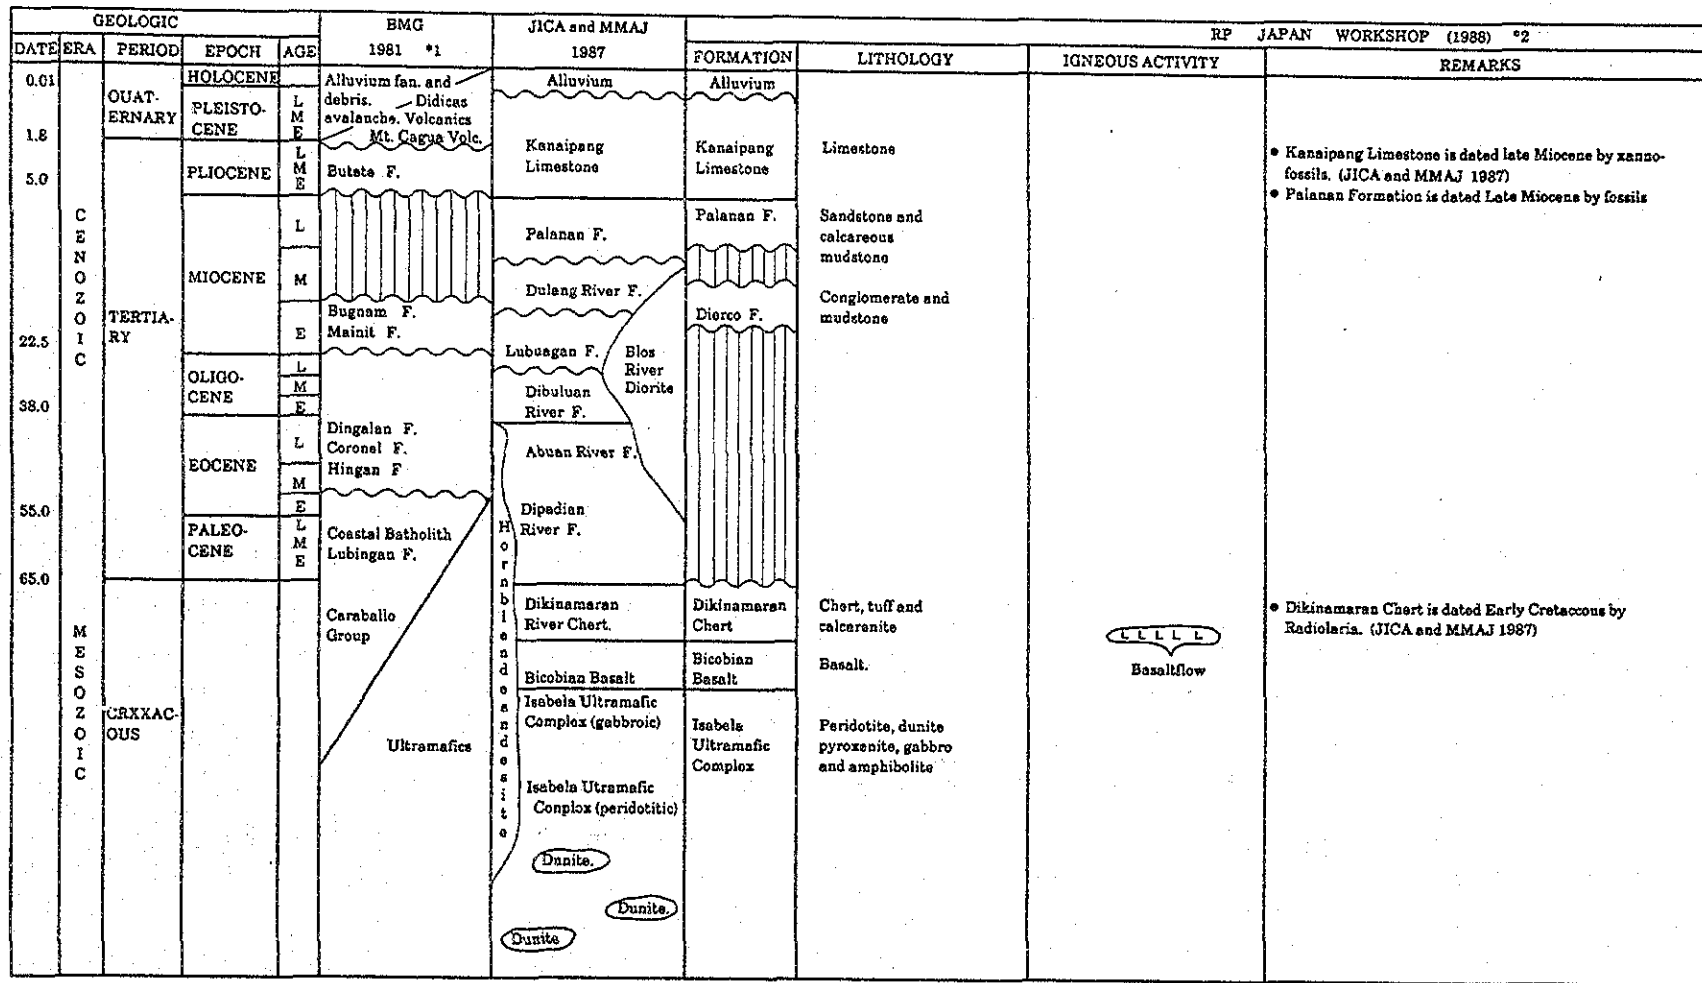 GEOLOGIC
BMG
1981 *1
JICA and MMAJ
1987
RP JAPAN WORKSHOP (1988) *2
DATE ERA PERIOD EPOCH AGE
FORMATION LITHOLOGY IGNEOUS ACTIVITY REMARKS
0.01
1.8
5.0
22.5
38.0
55.0
65.0
CENOZOIC
MESOZOIC
OUAT-
ERNARY
TERTIA-
RY
CRXXAC-
OUS
HOLOCENE
PLEISTO-
CENE
L
M
E
PLIOCENE
L
M
E
MIOCENE
L
M
E
OLIGO-
CENE
L
M
E
EOCENE
L
M
E
PALEO-
CENE
L
M
E
Alluvium fan. and
debris. Didicas
avalanche. Volcanics
Mt. Cagua Volc.
Butate F.
Bugnam F.
Mainit F.
Dingalan F.
Coronel F.
Hingan F
Coastal Batholith
Lubingan F.
Caraballo
Group
Ultramafics
Alluvium
Kanaipang
Limestone
Palanan F.
Dulang River F.
Lubuagan F.
Blos
River
Diorite
Dibuluan
River F.
Abuan River F.
Dipadian
River F.
Hornblendeandesite
Dikinamaran
River Chert.
Bicobian Basalt
Isabela Ultramafic
Complox (gabbroic)
Isabela Utramafic
Conplox (peridotitic)
Dunite.
Dunite.
Dunite
Alluvium
Kanaipang
Limestone
Palanan F.
Diorco F.
Dikinamaran
Chert
Bicobian
Basalt
Isabela
Ultramafic
Complox
Limestone
Sandstone and
calcareous
mudstone
Conglomerate and
mudstone
Chert, tuff and
calcarenite
Basalt.
Peridotite, dunite
pyroxenite, gabbro
and amphibolite
L L L L L
Basaltflow
• Kanaipang Limestone is dated late Miocene by xanno-
fossils. (JICA and MMAJ 1987)
• Palanan Formation is dated Late Miocene by fossils
• Dikinamaran Chert is dated Early Cretaccous by
Radiolaria. (JICA and MMAJ 1987)